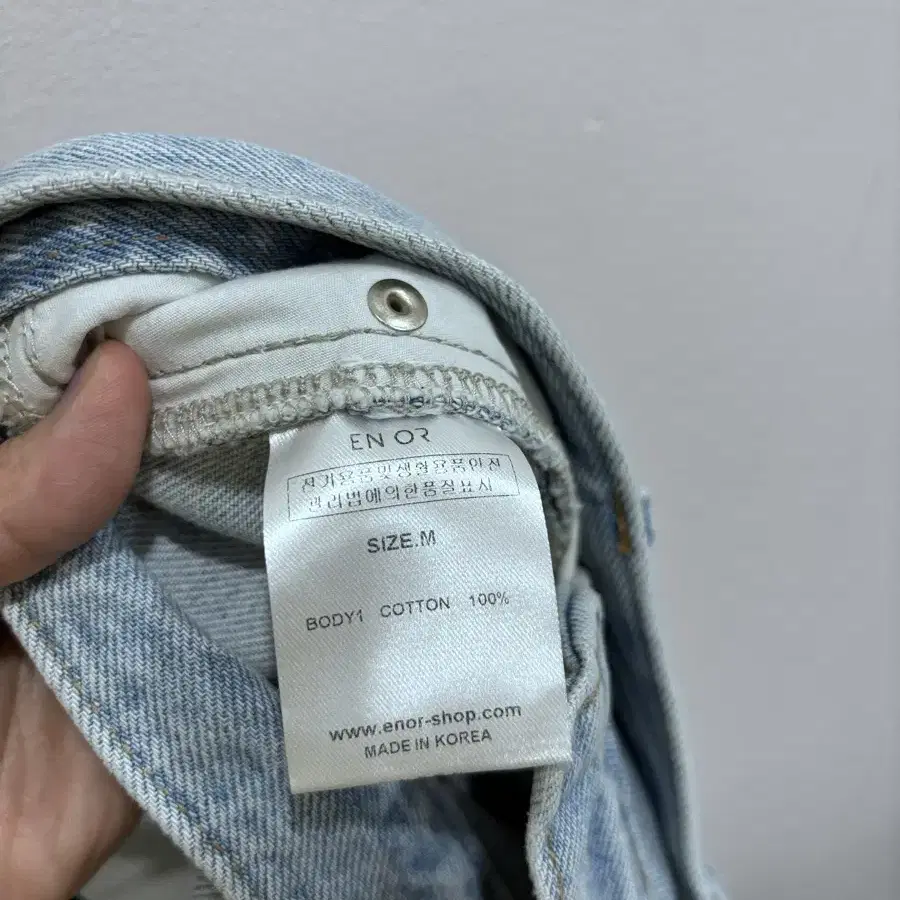 EN OR
전기용품및생활용품안전
관리법에의한품질표시
SIZE.M
BODY1 COTTON 100%
www.enor-shop.com
MADE IN KOREA